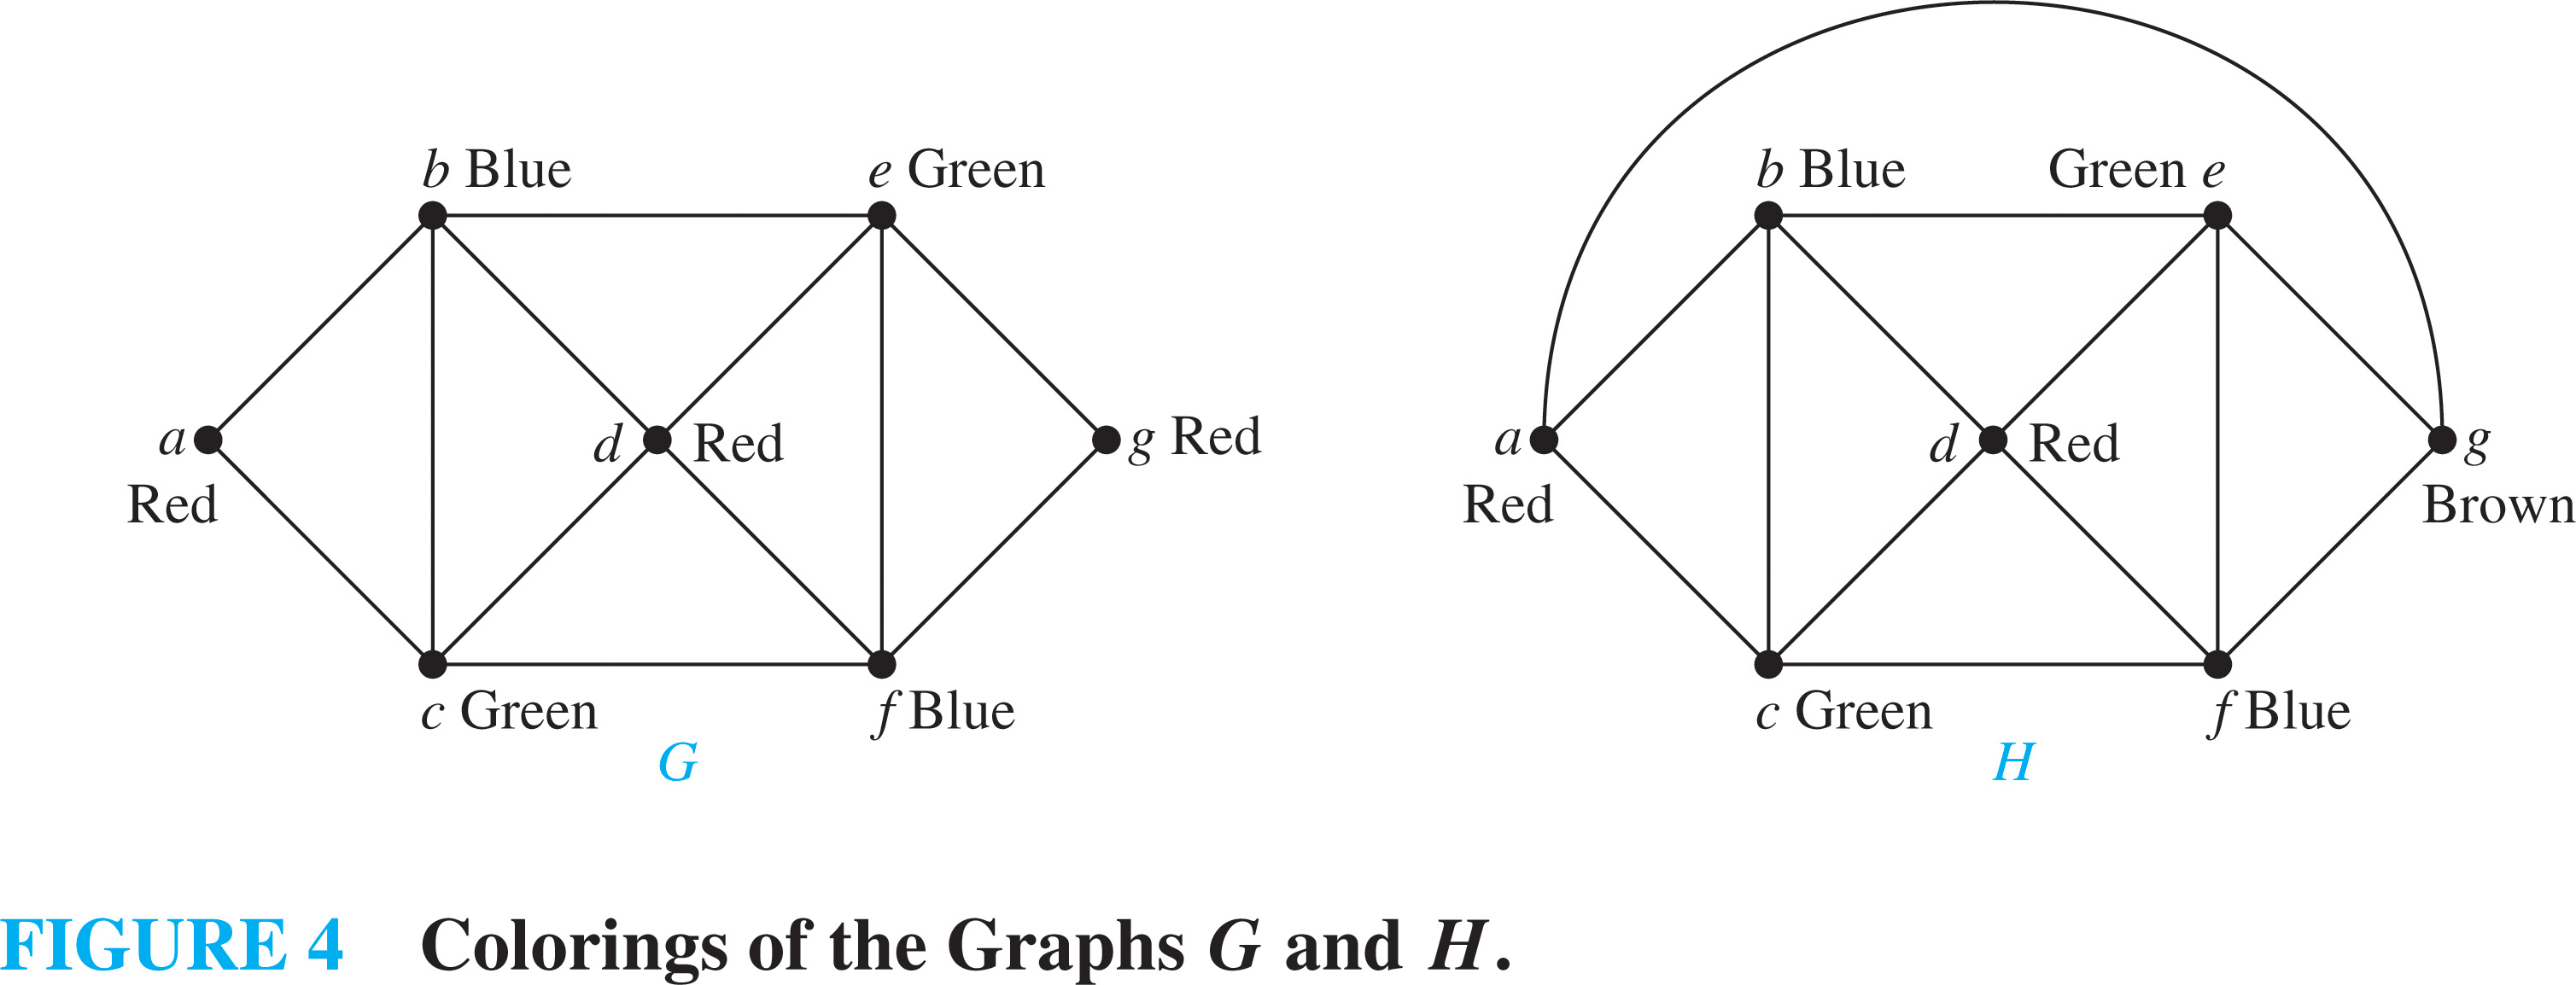 b Blue
e Green
a
Red
d Red
g Red
c Green
f Blue
G
b Blue
Green e
a
Red
d Red
g
Brown
c Green
f Blue
H
FIGURE 4 Colorings of the Graphs G and H.